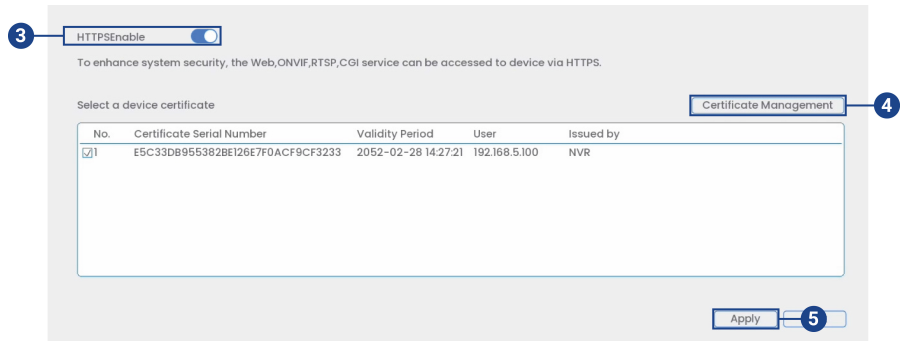 3
HTTPSEnable
To enhance system security, the Web,ONVIF,RTSP,CGI service can be accessed to device via HTTPS.
Select a device certificate
Certificate Management
4
No. Certificate Serial Number Validity Period User Issued by
1 E5C33DB955382BE126E7F0ACF9CF3233 2052-02-28 14:27:21 192.168.5.100 NVR
Apply
5